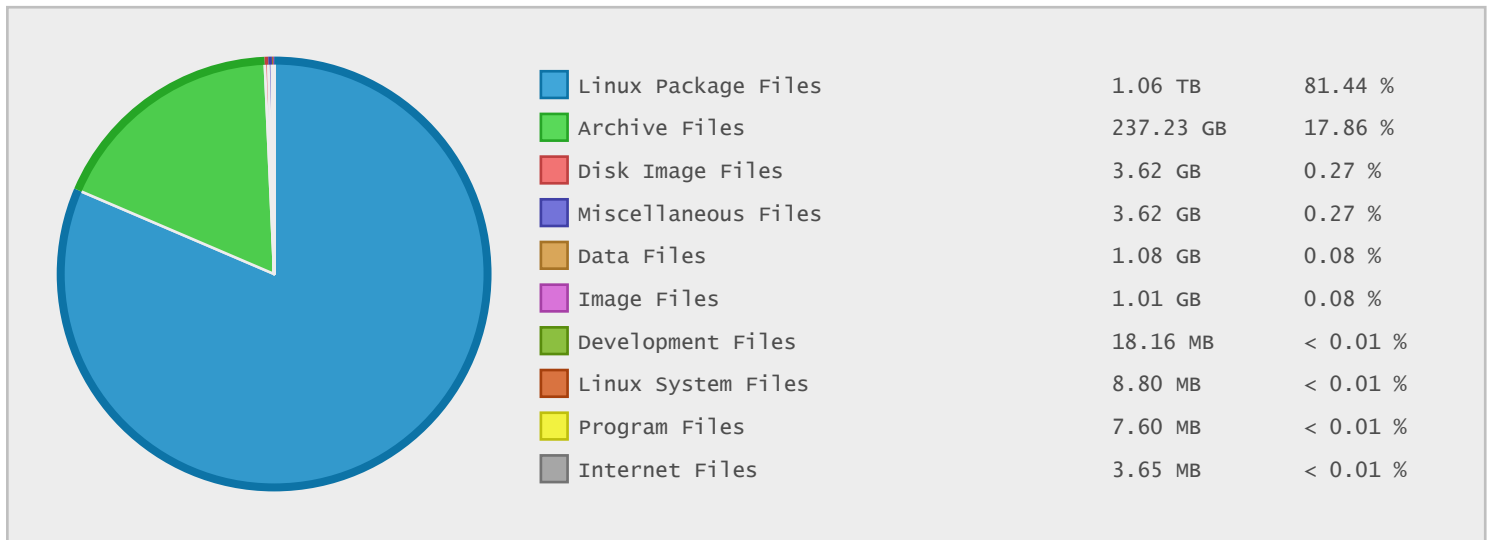 Linux Package Files 1.06 TB 81.44 %
Archive Files 237.23 GB 17.86 %
Disk Image Files 3.62 GB 0.27 %
Miscellaneous Files 3.62 GB 0.27 %
Data Files 1.08 GB 0.08 %
Image Files 1.01 GB 0.08 %
Development Files 18.16 MB < 0.01 %
Linux System Files 8.80 MB < 0.01 %
Program Files 7.60 MB < 0.01 %
Internet Files 3.65 MB < 0.01 %